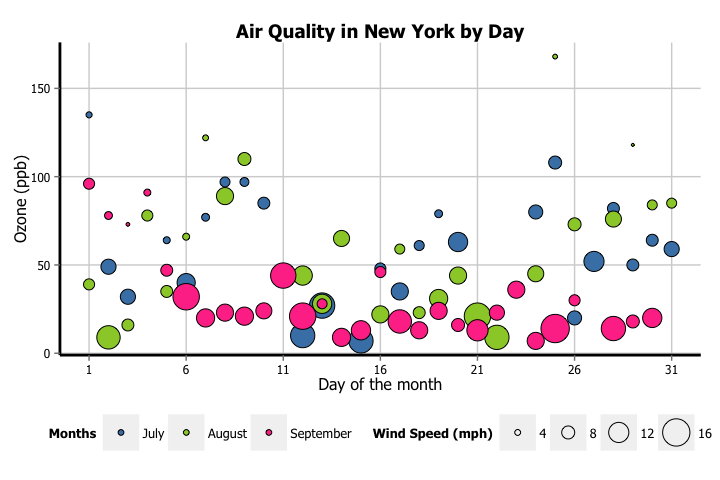 Air Quality in New York by Day
Ozone (ppb)
150
100
50
0
1 6 11 16 21 26 31
Day of the month
Months July August September Wind Speed (mph) 4 8 12 16